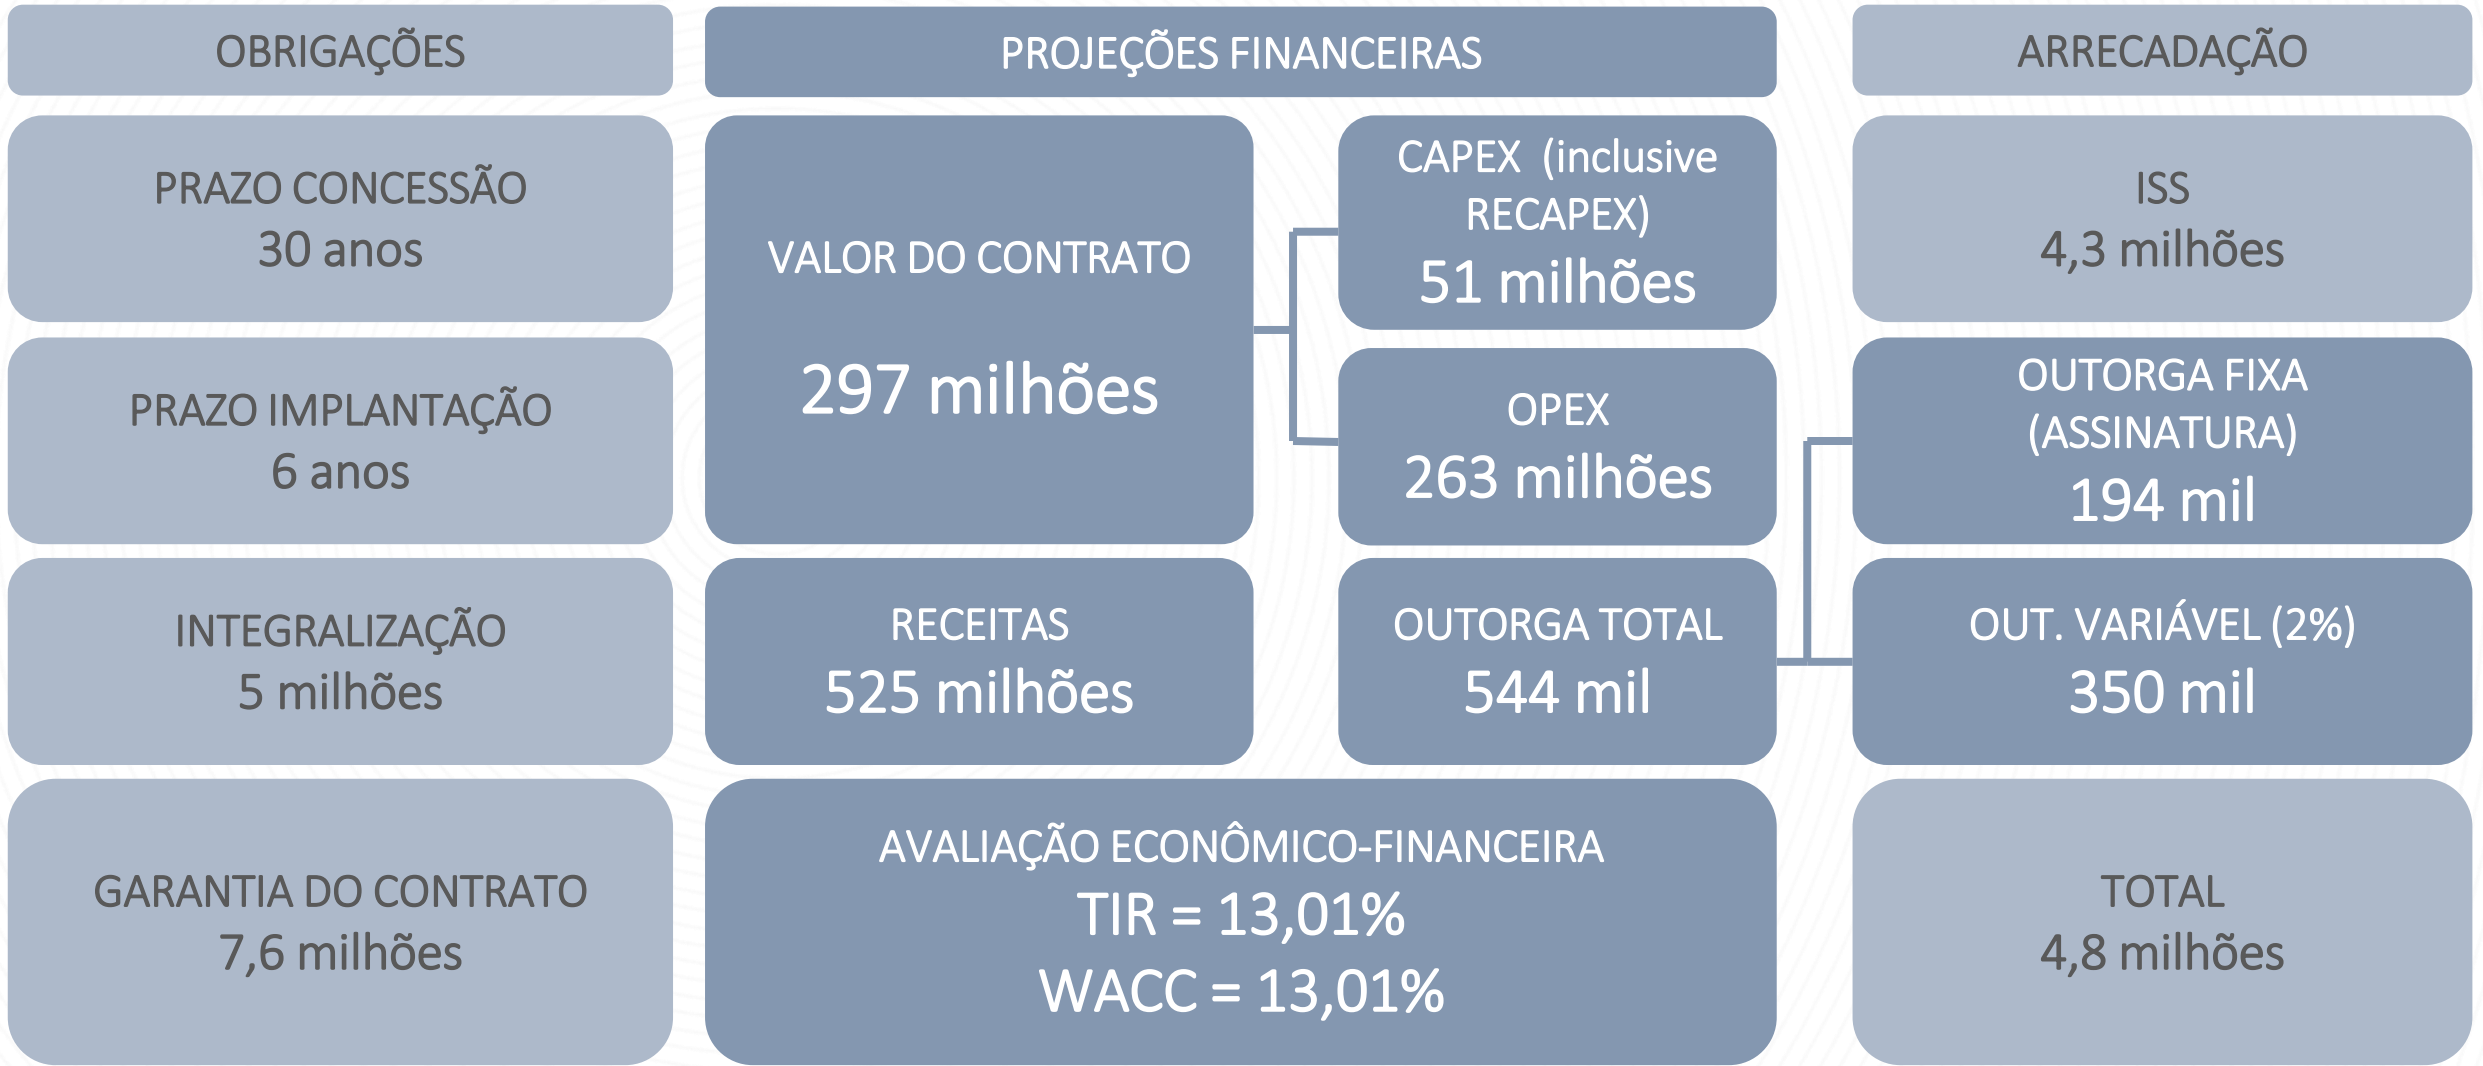 OBRIGAÇÕES
PRAZO CONCESSÃO
30 anos
PRAZO IMPLANTAÇÃO
6 anos
INTEGRALIZAÇÃO
5 milhões
GARANTIA DO CONTRATO
7,6 milhões
PROJEÇÕES FINANCEIRAS
VALOR DO CONTRATO
297 milhões
CAPEX (inclusive
RECAPEX)
51 milhões
OPEX
263 milhões
RECEITAS
525 milhões
OUTORGA TOTAL
544 mil
AVALIAÇÃO ECONÔMICO-FINANCEIRA
TIR = 13,01%
WACC = 13,01%
ARRECADAÇÃO
ISS
4,3 milhões
OUTORGA FIXA
(ASSINATURA)
194 mil
OUT. VARIÁVEL (2%)
350 mil
TOTAL
4,8 milhões